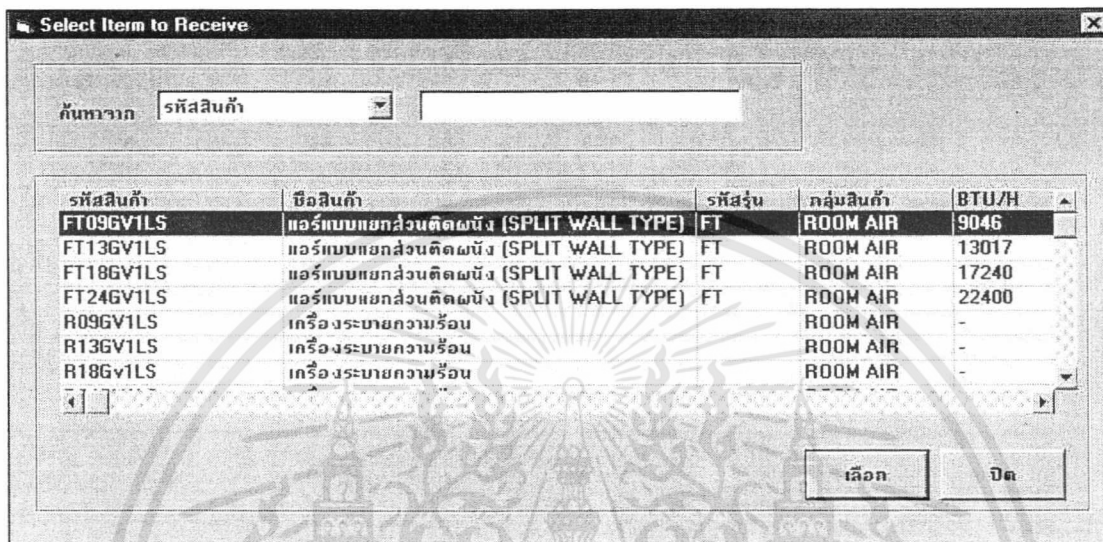 Select Iterm to Receive
ค้นหาจาก รหัสสินค้า
รหัสสินค้า ชื่อสินค้า รหัสรุ่น กลุ่มสินค้า BTU/H
FT09GV1LS แอร์แบบแยกส่วนติดผนัง (SPLIT WALL TYPE) FT ROOM AIR 9046
FT13GV1LS แอร์แบบแยกส่วนติดผนัง (SPLIT WALL TYPE) FT ROOM AIR 13017
FT18GV1LS แอร์แบบแยกส่วนติดผนัง (SPLIT WALL TYPE) FT ROOM AIR 17240
FT24GV1LS แอร์แบบแยกส่วนติดผนัง (SPLIT WALL TYPE) FT ROOM AIR 22400
R09GV1LS เครื่องระบายความร้อน ROOM AIR -
R13GV1LS เครื่องระบายความร้อน ROOM AIR -
R18Gv1LS เครื่องระบายความร้อน ROOM AIR -
เลือก ปิด